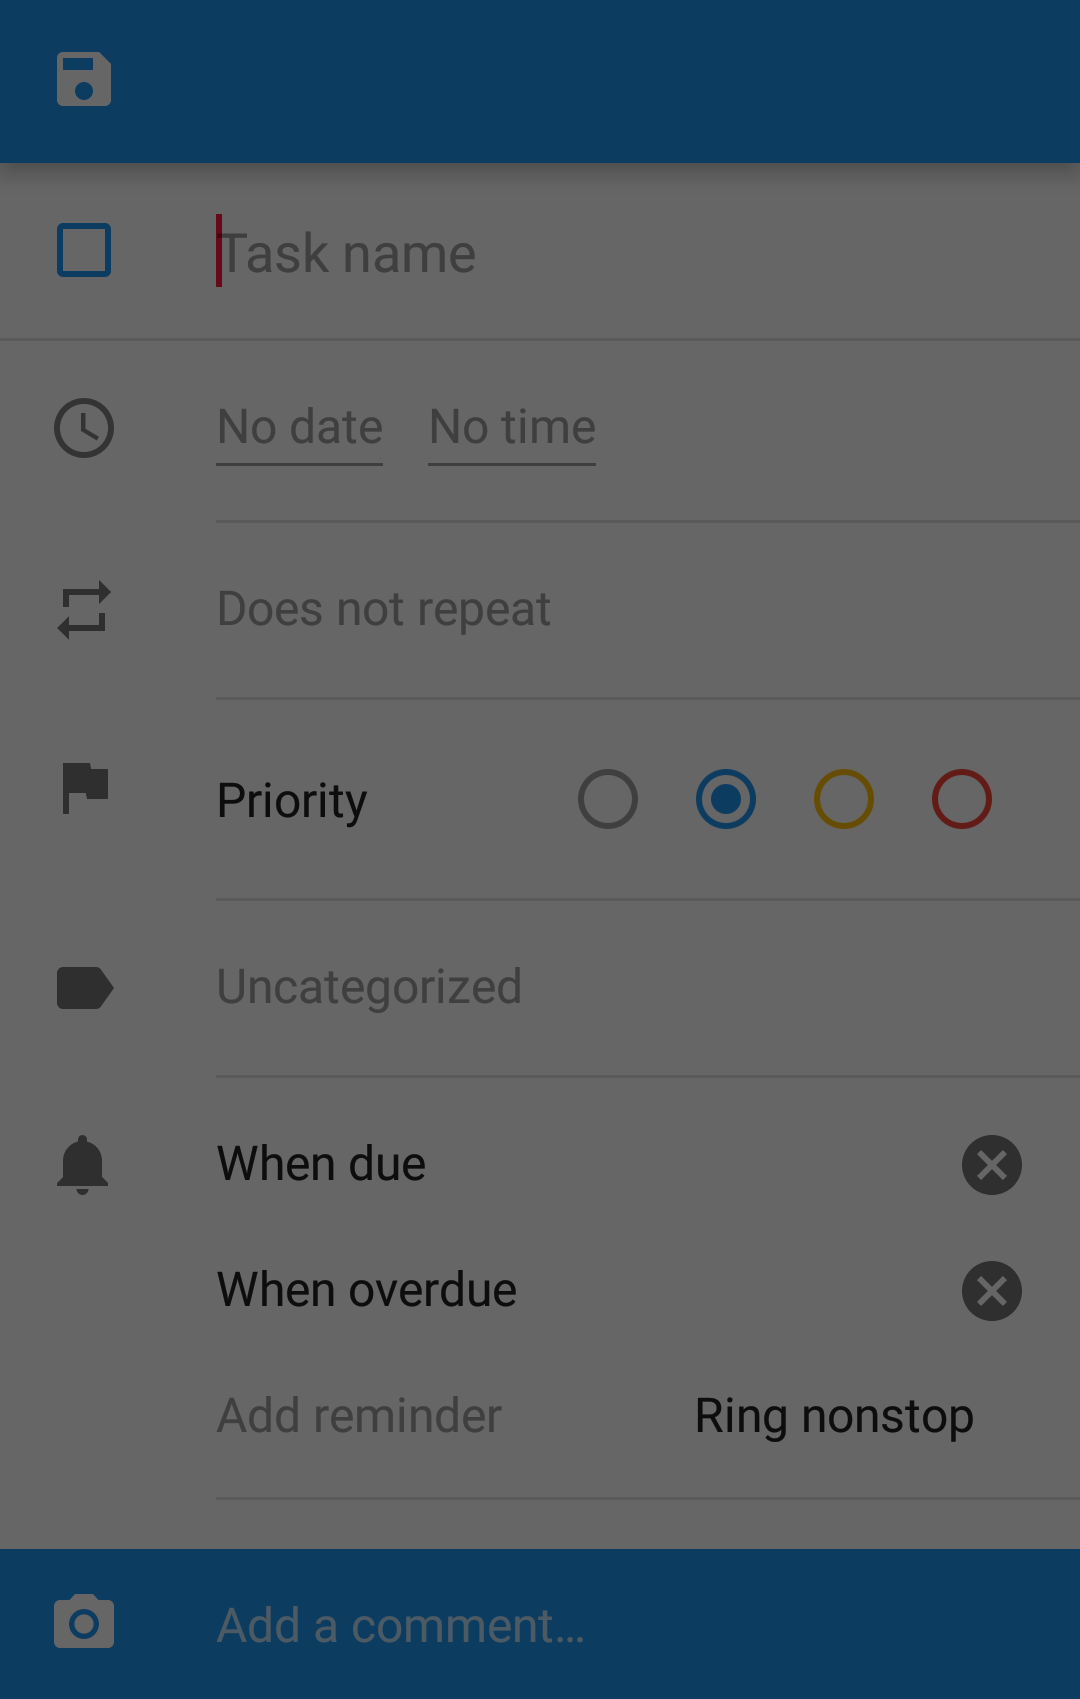 Task name
No date No time
Does not repeat
Priority
Uncategorized
When due
When overdue
Add reminder Ring nonstop
Add a comment...